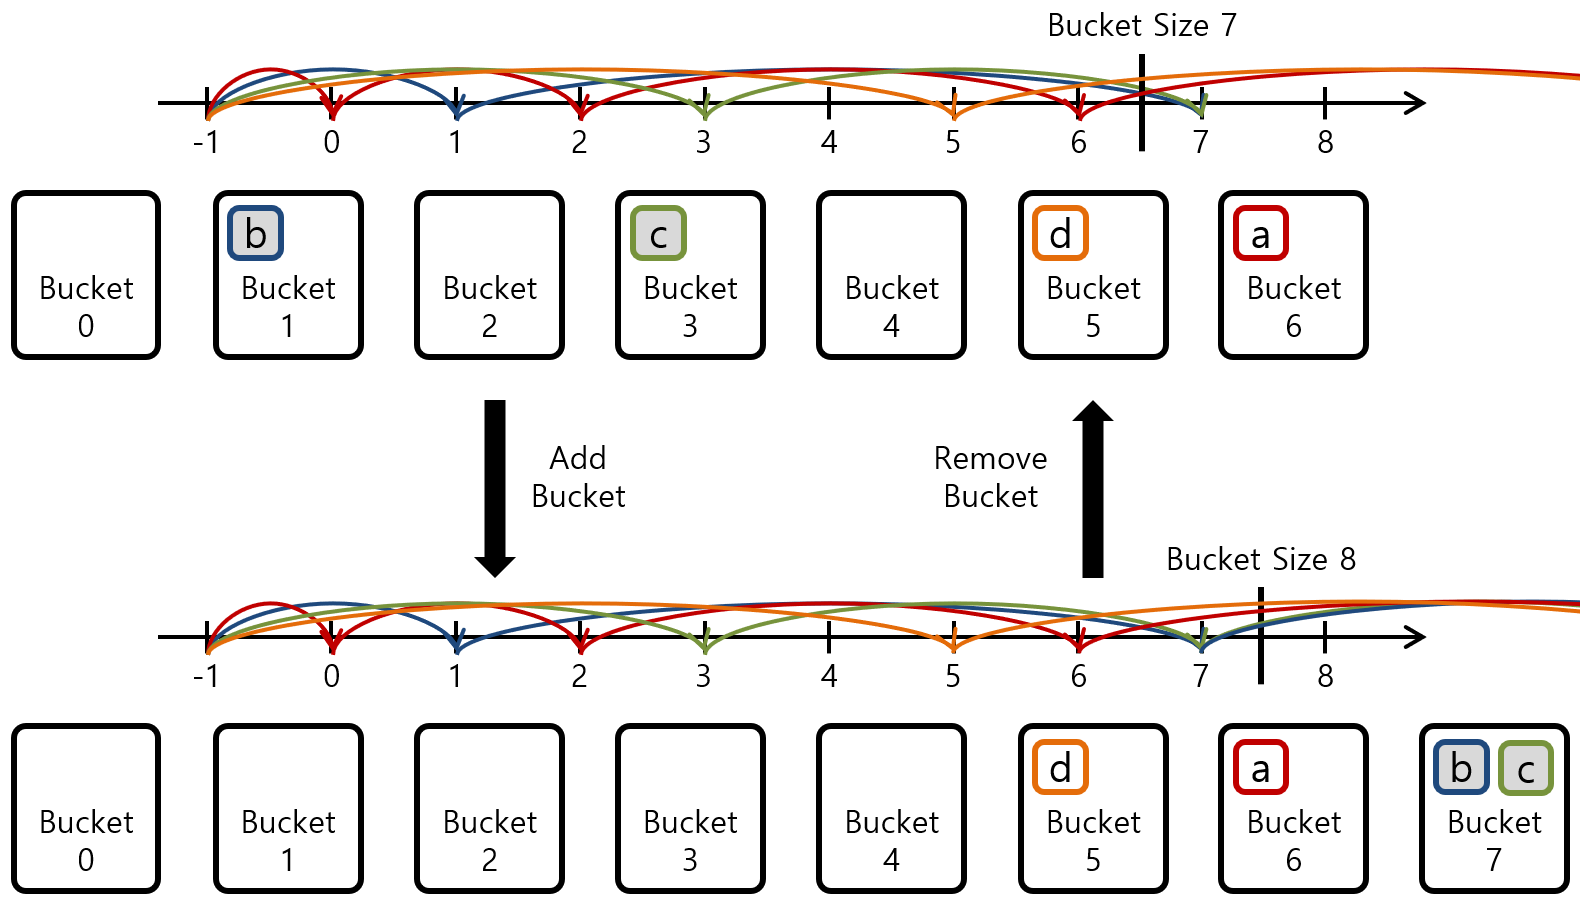 Bucket Size 7
-1 0 1 2 3 4 5 6 7 8
b c d a
Bucket Bucket Bucket Bucket Bucket Bucket Bucket
0 1 2 3 4 5 6
Add
Bucket
Remove
Bucket
Bucket Size 8
-1 0 1 2 3 4 5 6 7 8
d a b c
Bucket Bucket Bucket Bucket Bucket Bucket Bucket Bucket
0 1 2 3 4 5 6 7